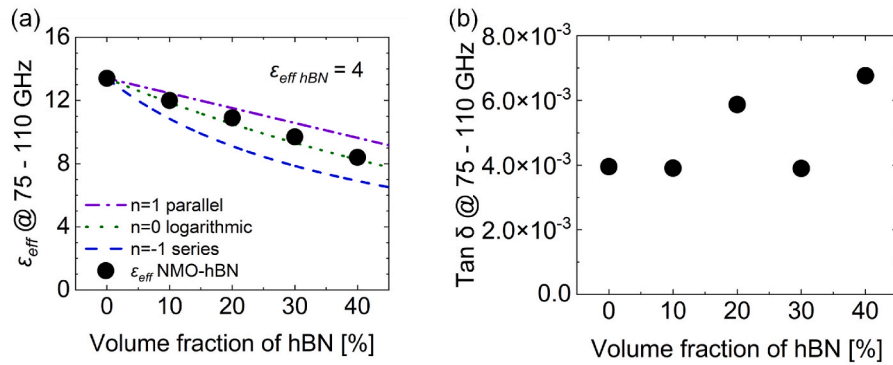 (a)
16
12
8
4
0
ε_eff @ 75 - 110 GHz
ε_eff hBN = 4
n=1 parallel
n=0 logarithmic
n=-1 series
ε_eff NMO-hBN
0 10 20 30 40
Volume fraction of hBN [%]
(b)
8.0×10⁻³
6.0×10⁻³
4.0×10⁻³
2.0×10⁻³
0.0
Tan δ @ 75 - 110 GHz
0 10 20 30 40
Volume fraction of hBN [%]